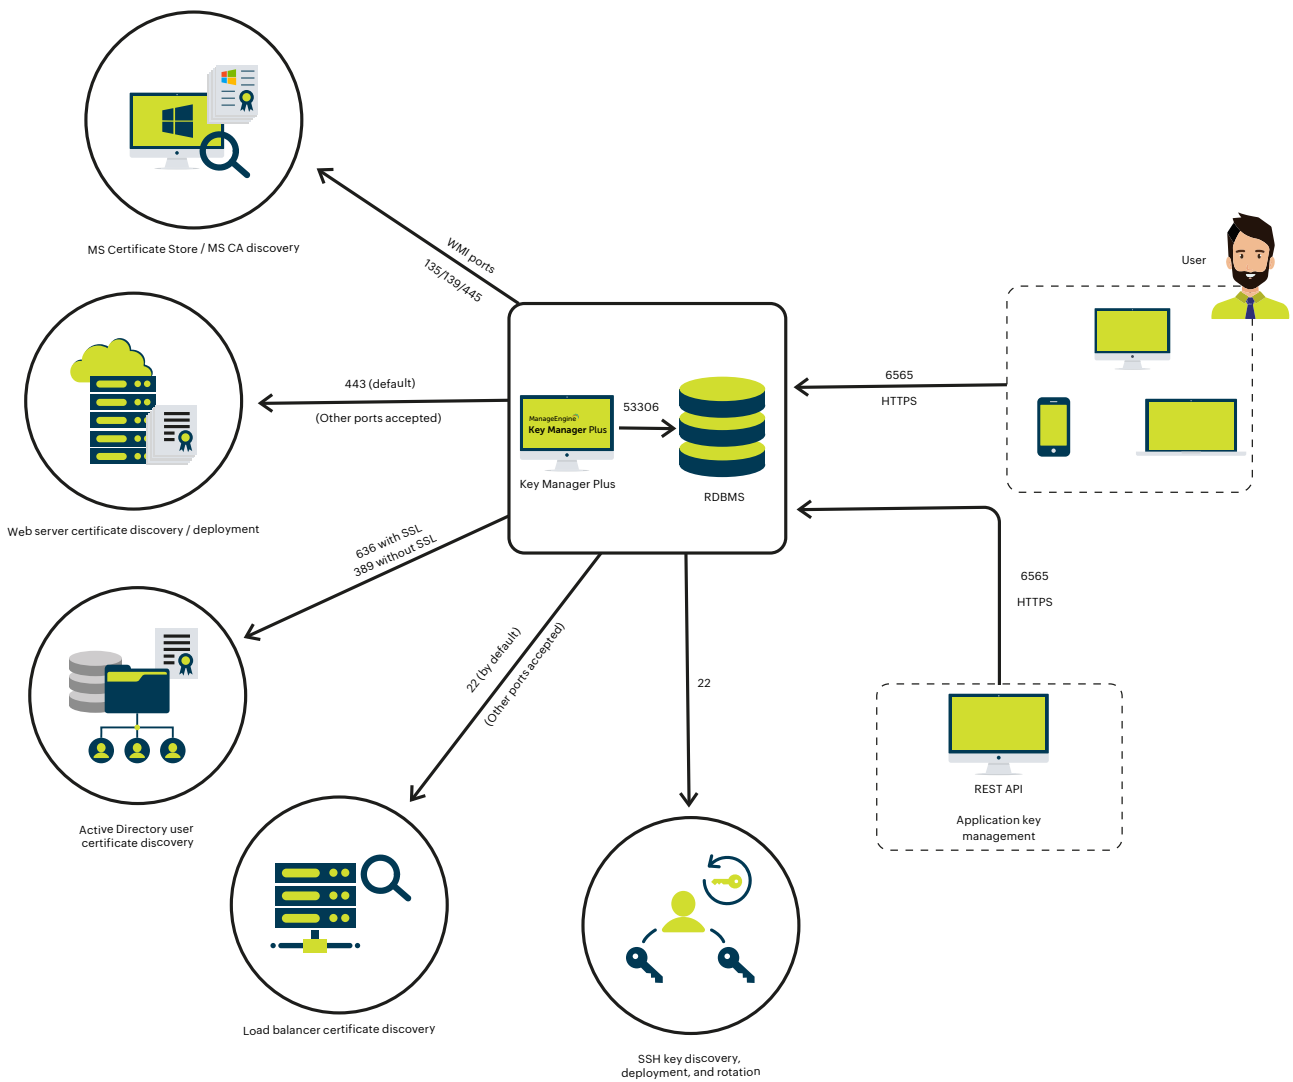 MS Certificate Store / MS CA discovery
WMI ports
135/139/445
User
443 (default)
(Other ports accepted)
6565
HTTPS
ManageEngine
Key Manager Plus
53306
Key Manager Plus
RDBMS
Web server certificate discovery / deployment
636 with SSL
389 without SSL
6565
HTTPS
22 (by default)
(Other ports accepted)
22
REST API
Application key
management
Active Directory user
certificate discovery
Load balancer certificate discovery
SSH key discovery,
deployment, and rotation